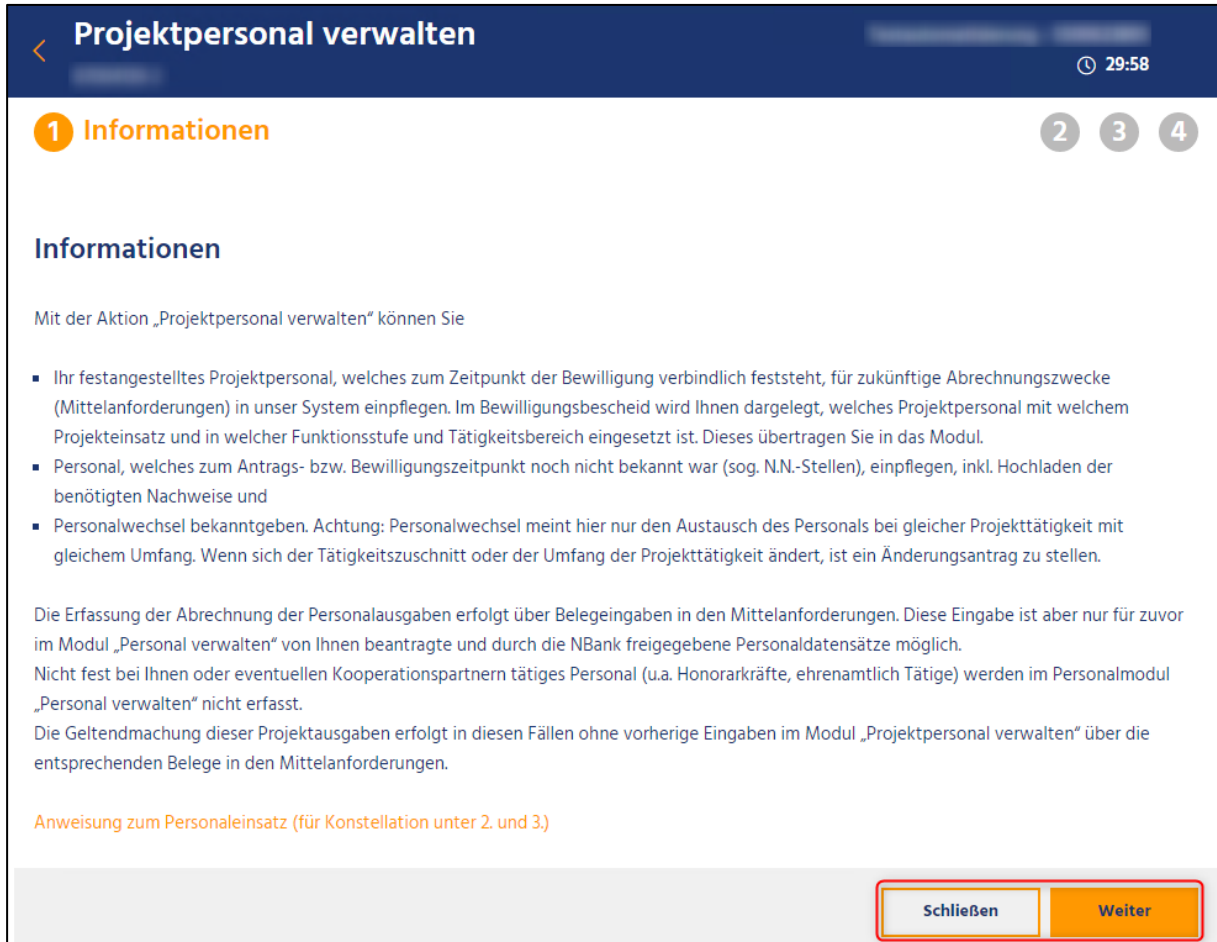 Projektpersonal verwalten
29:58
1 Informationen
2 3 4
Informationen
Mit der Aktion „Projektpersonal verwalten“ können Sie
▪ Ihr festangestelltes Projektpersonal, welches zum Zeitpunkt der Bewilligung verbindlich feststeht, für zukünftige Abrechnungszwecke
(Mittelanforderungen) in unser System einpflegen. Im Bewilligungsbescheid wird Ihnen dargelegt, welches Projektpersonal mit welchem
Projekteinsatz und in welcher Funktionsstufe und Tätigkeitsbereich eingesetzt ist. Dieses übertragen Sie in das Modul.
▪ Personal, welches zum Antrags- bzw. Bewilligungszeitpunkt noch nicht bekannt war (sog. N.N.-Stellen), einpflegen, inkl. Hochladen der
benötigten Nachweise und
▪ Personalwechsel bekanntgeben. Achtung: Personalwechsel meint hier nur den Austausch des Personals bei gleicher Projekttätigkeit mit
gleichem Umfang. Wenn sich der Tätigkeitszuschnitt oder der Umfang der Projekttätigkeit ändert, ist ein Änderungsantrag zu stellen.
Die Erfassung der Abrechnung der Personalausgaben erfolgt über Belegeingaben in den Mittelanforderungen. Diese Eingabe ist aber nur für zuvor
im Modul „Personal verwalten“ von Ihnen beantragte und durch die NBank freigegebene Personaldatensätze möglich.
Nicht fest bei Ihnen oder eventuellen Kooperationspartnern tätiges Personal (u.a. Honorarkräfte, ehrenamtlich Tätige) werden im Personalmodul
„Personal verwalten“ nicht erfasst.
Die Geltendmachung dieser Projektausgaben erfolgt in diesen Fällen ohne vorherige Eingaben im Modul „Projektpersonal verwalten“ über die
entsprechenden Belege in den Mittelanforderungen.
Anweisung zum Personaleinsatz (für Konstellation unter 2. und 3.)
Schließen Weiter